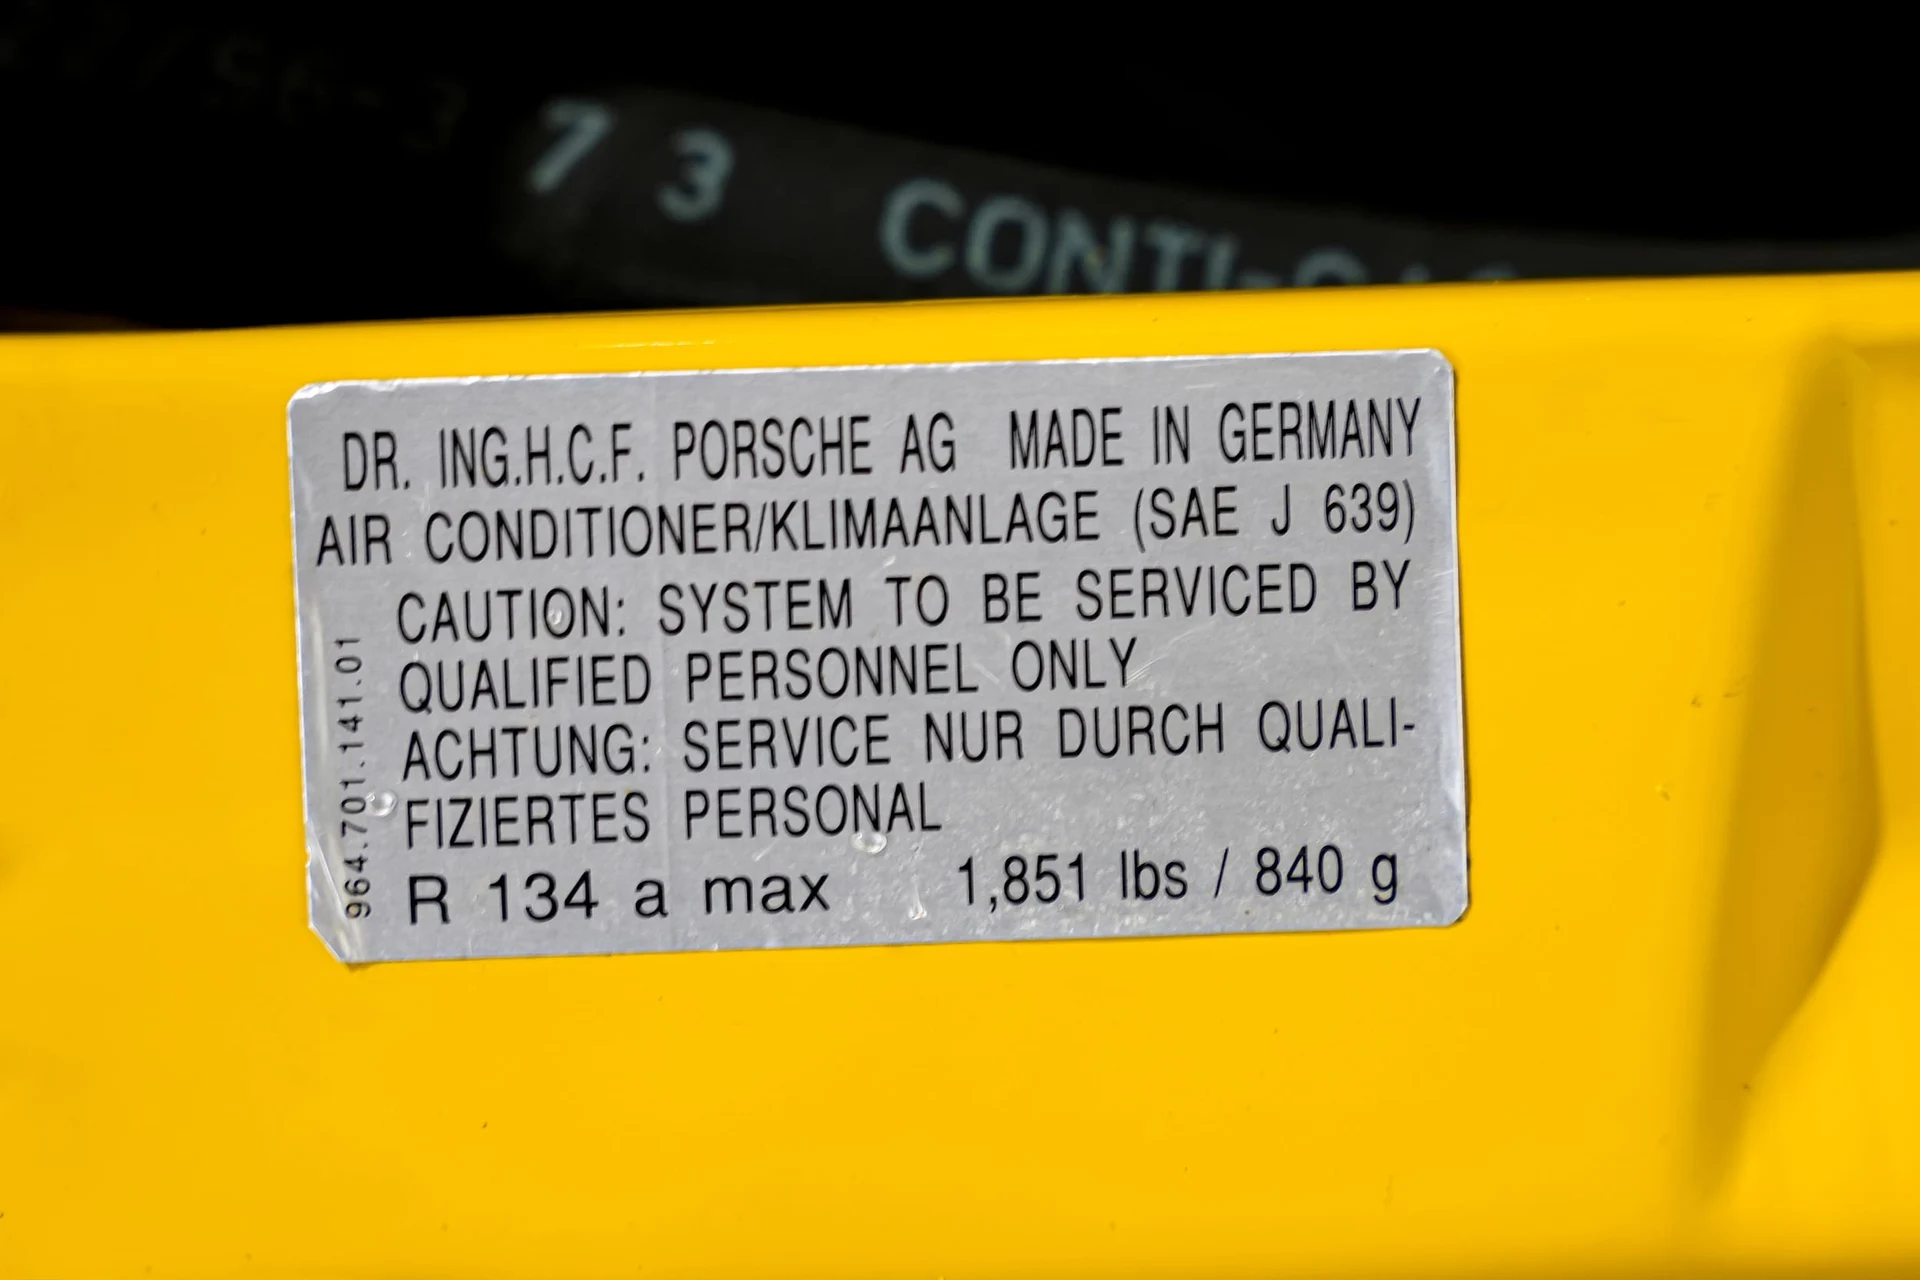 7 3 CONTI-
DR. ING.H.C.F. PORSCHE AG MADE IN GERMANY
AIR CONDITIONER/KLIMAANLAGE (SAE J 639)
CAUTION: SYSTEM TO BE SERVICED BY
QUALIFIED PERSONNEL ONLY
ACHTUNG: SERVICE NUR DURCH QUALI-
FIZIERTES PERSONAL
R 134 a max 1,851 lbs / 840 g
964.701.141.01